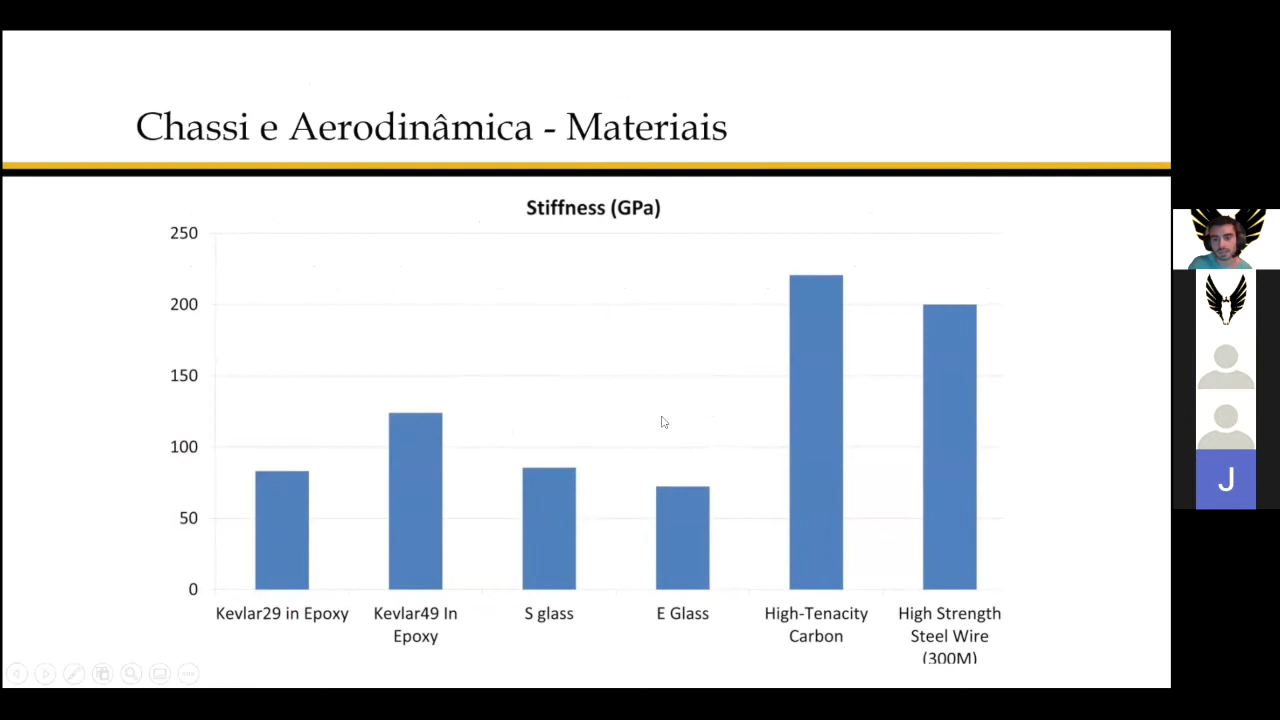 Chassi e Aerodinâmica - Materiais
Stiffness (GPa)
250
200
150
100
50
0
Kevlar29 in Epoxy
Kevlar49 In
Epoxy
S glass
E Glass
High-Tenacity
Carbon
High Strength
Steel Wire
(300M)
J